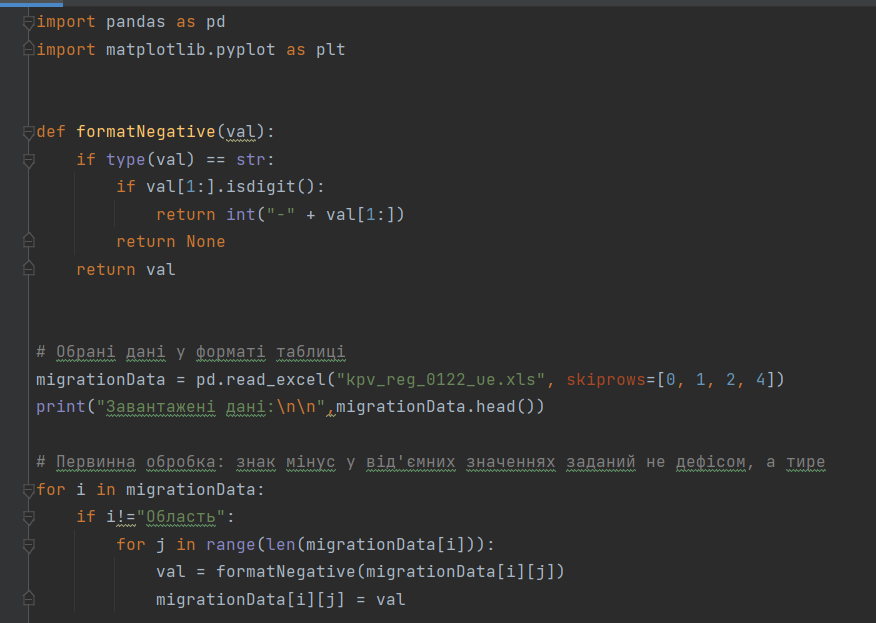 import pandas as pd
import matplotlib.pyplot as plt
def formatNegative(val):
    if type(val) == str:
        if val[1:].isdigit():
            return int("-" + val[1:])
        return None
    return val
# Обрані дані у форматі таблиці
migrationData = pd.read_excel("kpv_reg_0122_ue.xls", skiprows=[0, 1, 2, 4])
print("Завантажені дані:\n\n",migrationData.head())
# Первинна обробка: знак мінус у від'ємних значеннях заданий не дефісом, а тире
for i in migrationData:
    if i!="Область":
        for j in range(len(migrationData[i])):
            val = formatNegative(migrationData[i][j])
            migrationData[i][j] = val